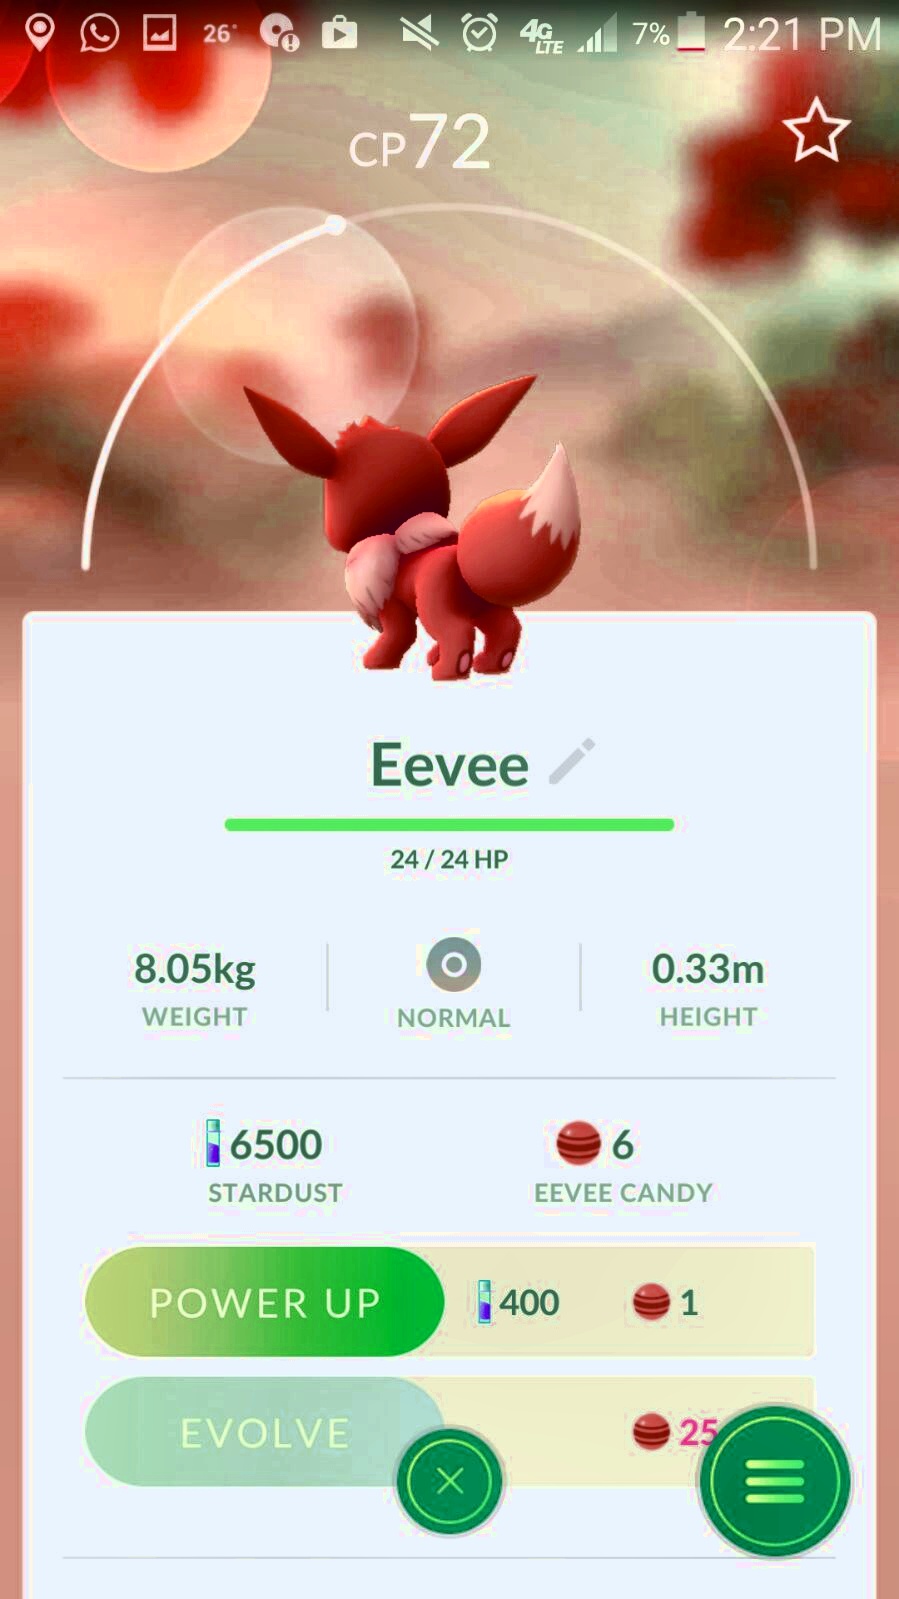 26°
4G LTE
7%
2:21 PM
CP72
Eevee
24 / 24 HP
8.05kg
WEIGHT
NORMAL
0.33m
HEIGHT
6500
STARDUST
6
EEVEE CANDY
POWER UP
400
1
EVOLVE
25